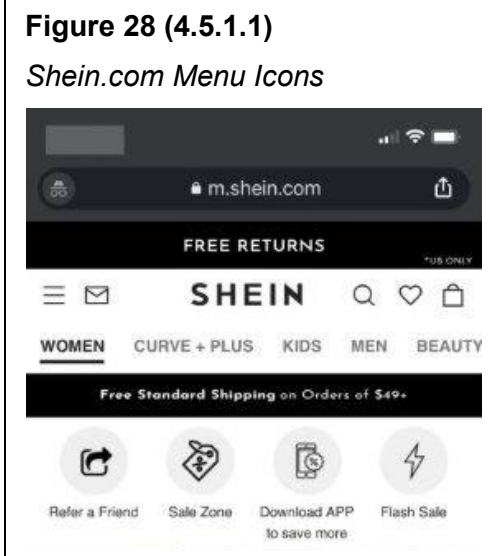 Figure 28 (4.5.1.1)
Shein.com Menu Icons
m.shein.com
FREE RETURNS
*US ONLY
SHEIN
WOMEN CURVE + PLUS KIDS MEN BEAUTY
Free Standard Shipping on Orders of $49+
Refer a Friend Sale Zone Download APP Flash Sale
to save more